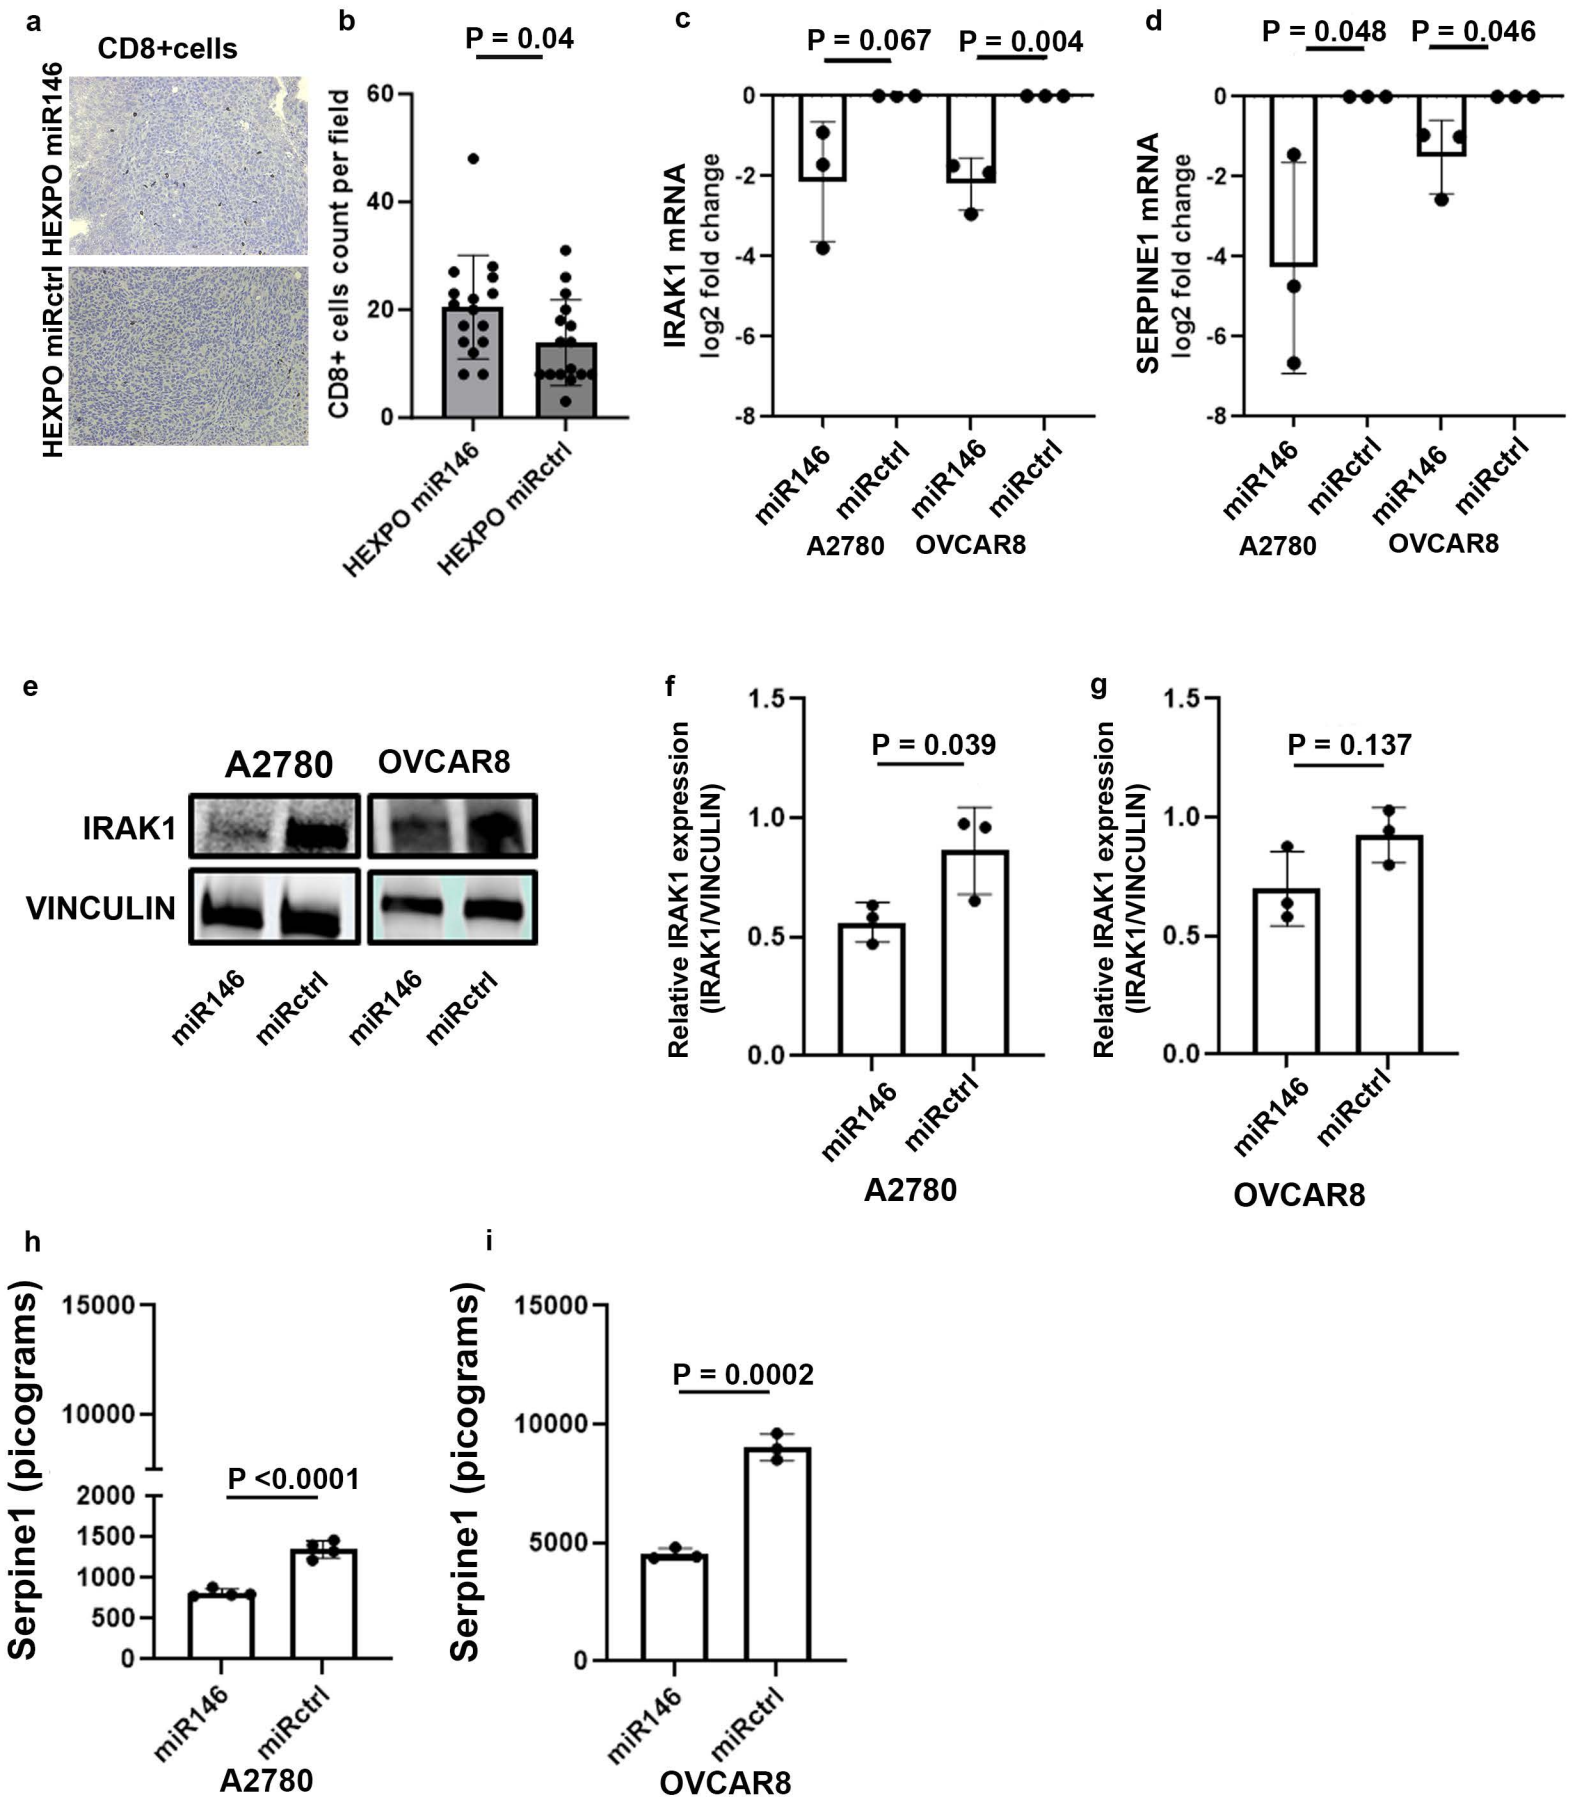 a
CD8+cells
HEXPO miR146
HEXPO miRctrl
b
P = 0.04
CD8+ cells count per field
60
40
20
0
HEXPO miR146
HEXPO miRctrl
c
P = 0.067
P = 0.004
IRAK1 mRNA
log2 fold change
0
-2
-4
-6
-8
miR146
miRctrl
miR146
miRctrl
A2780
OVCAR8
d
P = 0.048
P = 0.046
SERPINE1 mRNA
log2 fold change
0
-2
-4
-6
-8
miR146
miRctrl
miR146
miRctrl
A2780
OVCAR8
e
A2780
OVCAR8
IRAK1
VINCULIN
miR146
miRctrl
miR146
miRctrl
f
P = 0.039
Relative IRAK1 expression
(IRAK1/VINCULIN)
1.5
1.0
0.5
0.0
miR146
miRctrl
A2780
g
P = 0.137
Relative IRAK1 expression
(IRAK1/VINCULIN)
1.5
1.0
0.5
0.0
miR146
miRctrl
OVCAR8
h
Serpine1 (picograms)
15000
10000
P <0.0001
2000
1500
1000
500
0
miR146
miRctrl
A2780
i
Serpine1 (picograms)
15000
P = 0.0002
10000
5000
0
miR146
miRctrl
OVCAR8